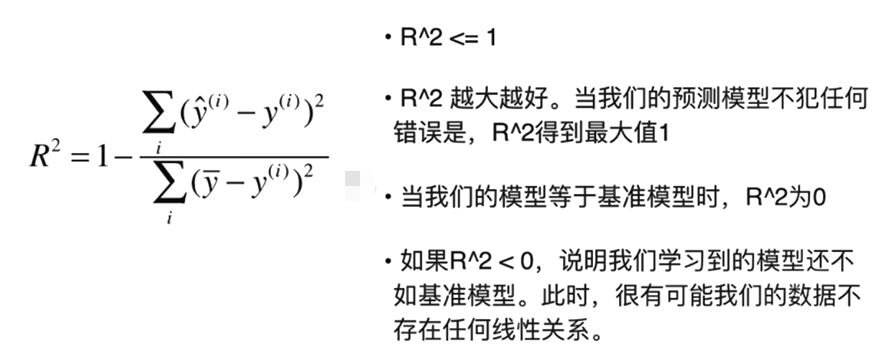 R² = 1 - \frac{\sum_i (\hat{y}^{(i)} - y^{(i)})^2}{\sum_i (\overline{y} - y^{(i)})^2}
• R^2 <= 1
• R^2 越大越好。当我们的预测模型不犯任何
错误是，R^2得到最大值1
• 当我们的模型等于基准模型时，R^2为0
• 如果R^2 < 0，说明我们学习到的模型还不
如基准模型。此时，很有可能我们的数据不
存在任何线性关系。